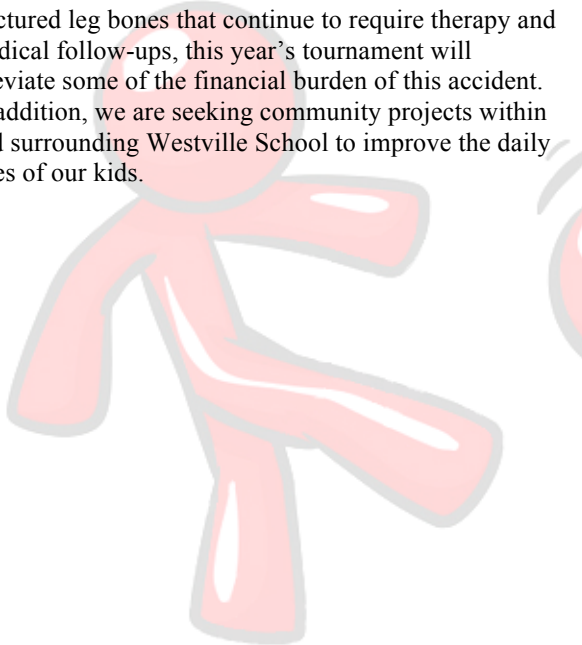 ctured leg bones that continue to require therapy and
dical follow-ups, this year’s tournament will
eviate some of the financial burden of this accident.
addition, we are seeking community projects within
d surrounding Westville School to improve the daily
es of our kids.